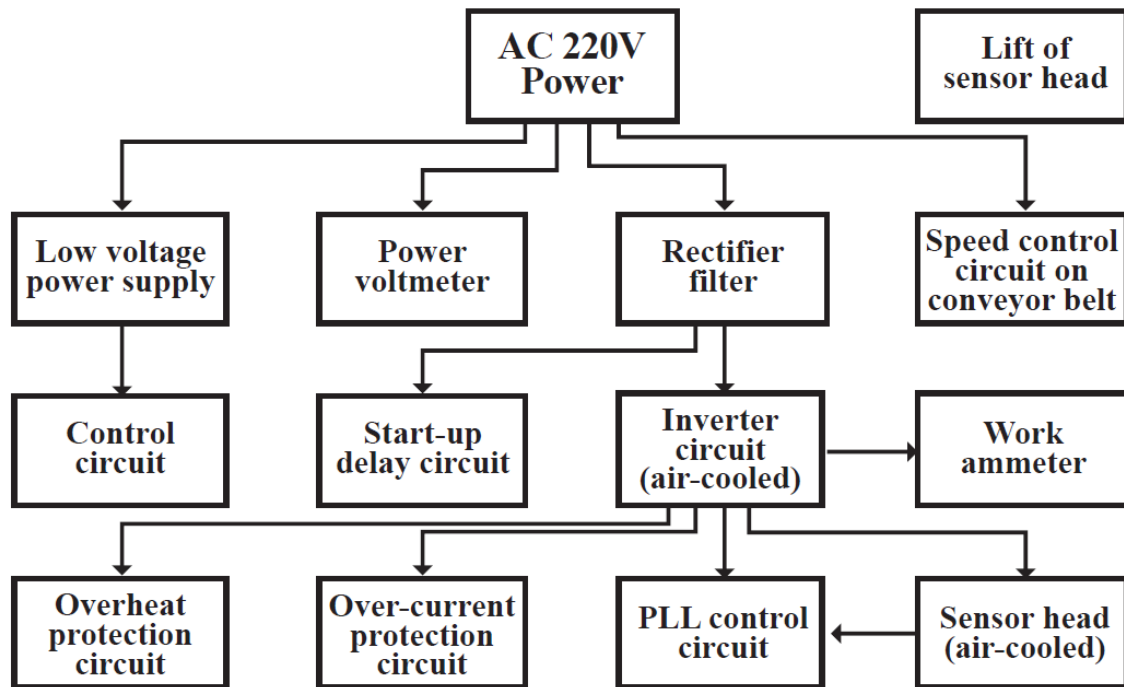 AC 220V
Power
Lift of
sensor head
Low voltage
power supply
Power
voltmeter
Rectifier
filter
Speed control
circuit on
conveyor belt
Control
circuit
Start-up
delay circuit
Inverter
circuit
(air-cooled)
Work
ammeter
Overheat
protection
circuit
Over-current
protection
circuit
PLL control
circuit
Sensor head
(air-cooled)